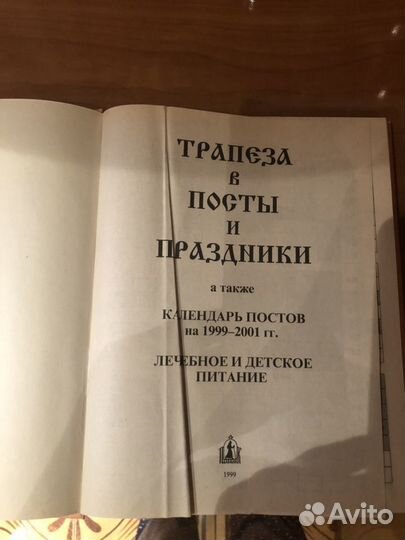 ТРАПЕЗА
в
ПОСТЫ
и
ПРАЗДНИКИ
а также
КАЛЕНДАРЬ ПОСТОВ
на 1999–2001 гг.
ЛЕЧЕБНОЕ И ДЕТСКОЕ
ПИТАНИЕ
1999
Avito